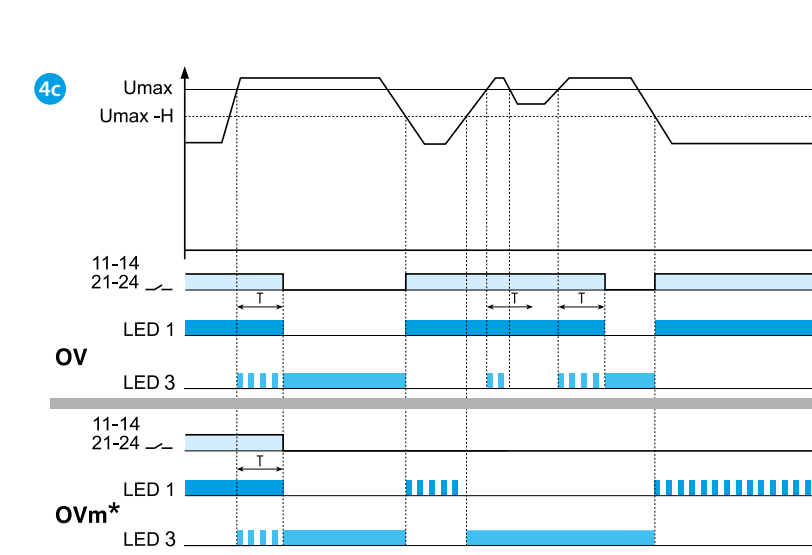 4c
Umax
Umax -H
11-14
21-24
T T T
LED 1
OV
LED 3
11-14
21-24
T
LED 1
OVm*
LED 3